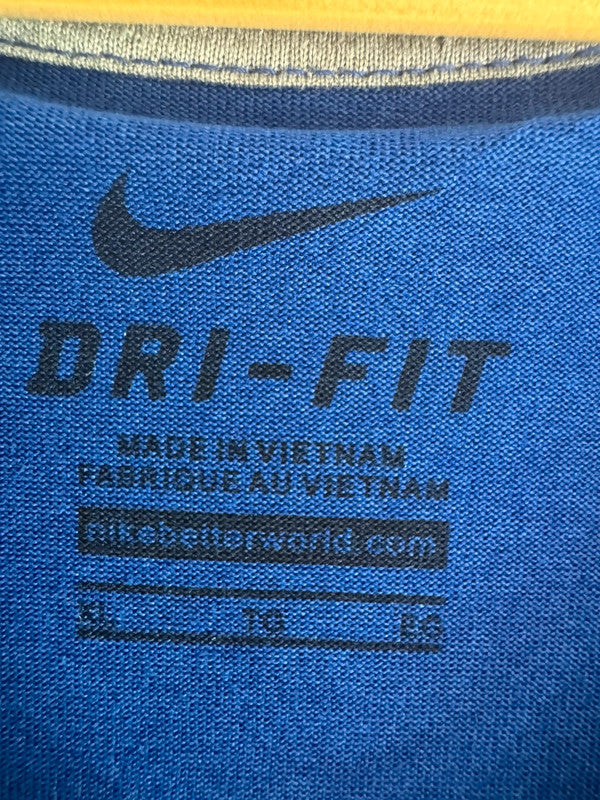 DRI-FIT
MADE IN VIETNAM
FABRIQUE AU VIETNAM
nikebetterworld.com
XL TG EG